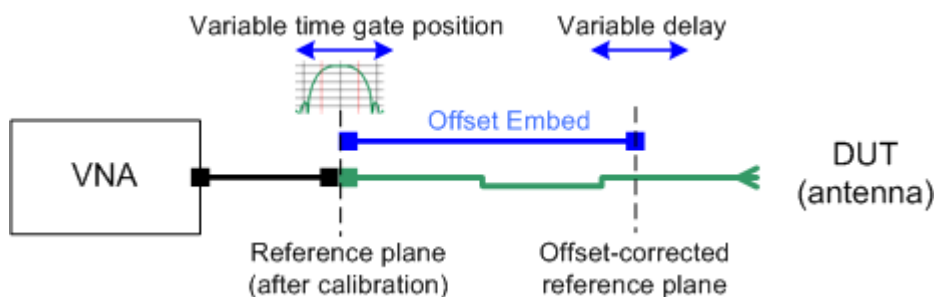 Variable time gate position
Variable delay
Offset Embed
VNA
DUT
(antenna)
Reference plane
(after calibration)
Offset-corrected
reference plane